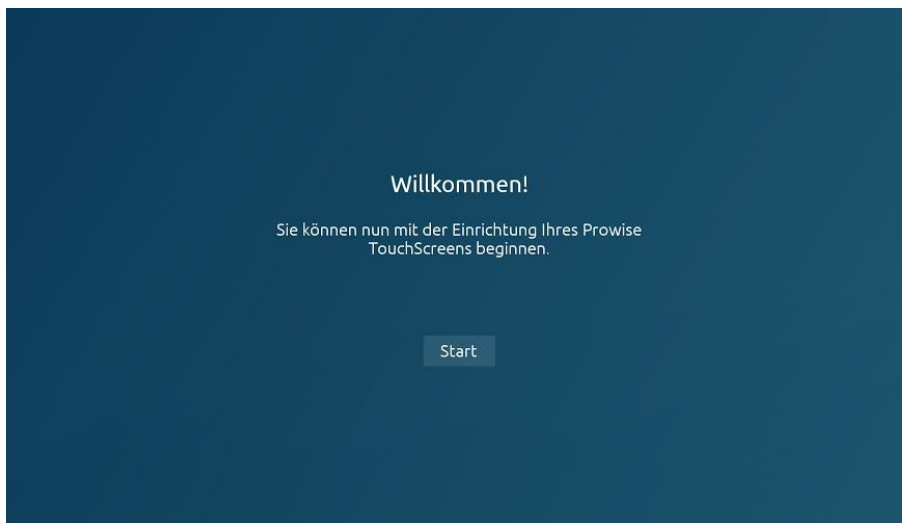 Willkommen!
Sie können nun mit der Einrichtung Ihres Prowise
TouchScreens beginnen.
Start